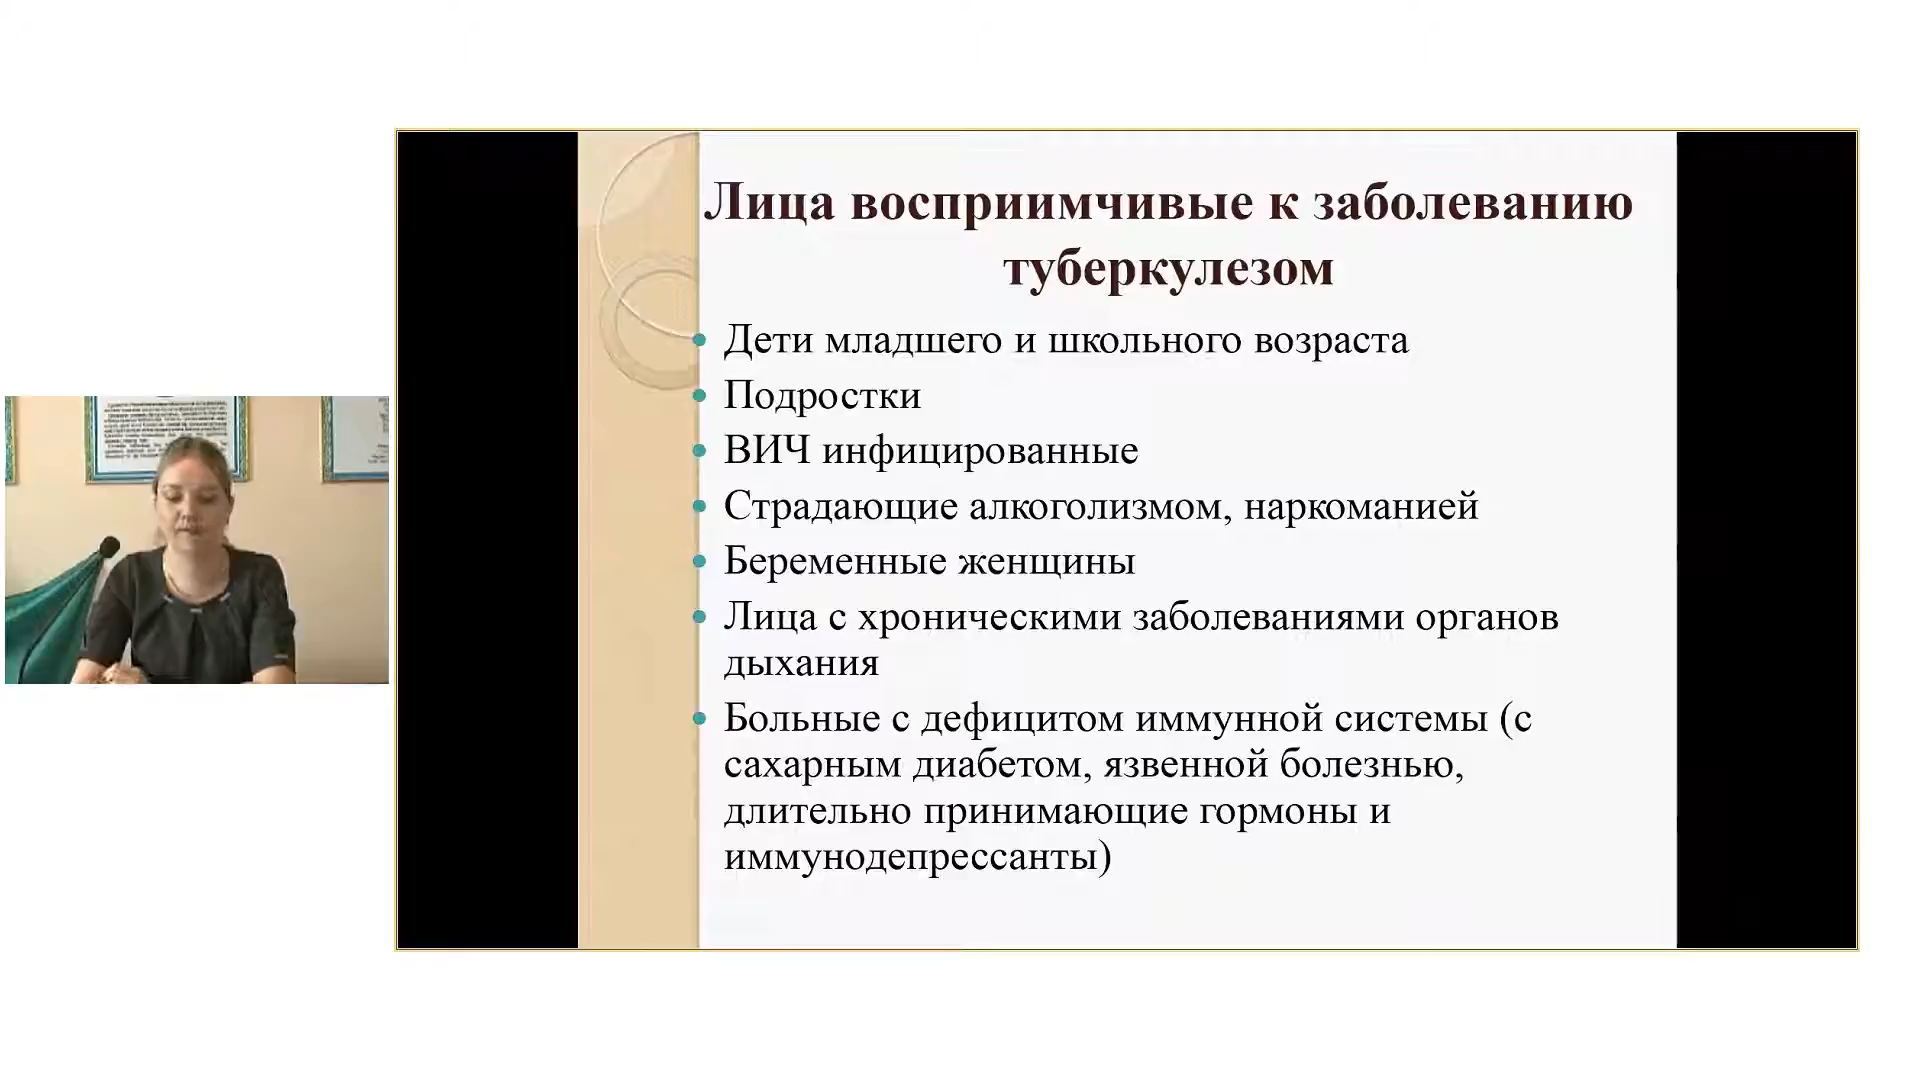 Лица восприимчивые к заболеванию
туберкулезом
Дети младшего и школьного возраста
Подростки
ВИЧ инфицированные
Страдающие алкоголизмом, наркоманией
Беременные женщины
Лица с хроническими заболеваниями органов
дыхания
Больные с дефицитом иммунной системы (с
сахарным диабетом, язвенной болезнью,
длительно принимающие гормоны и
иммунодепрессанты)